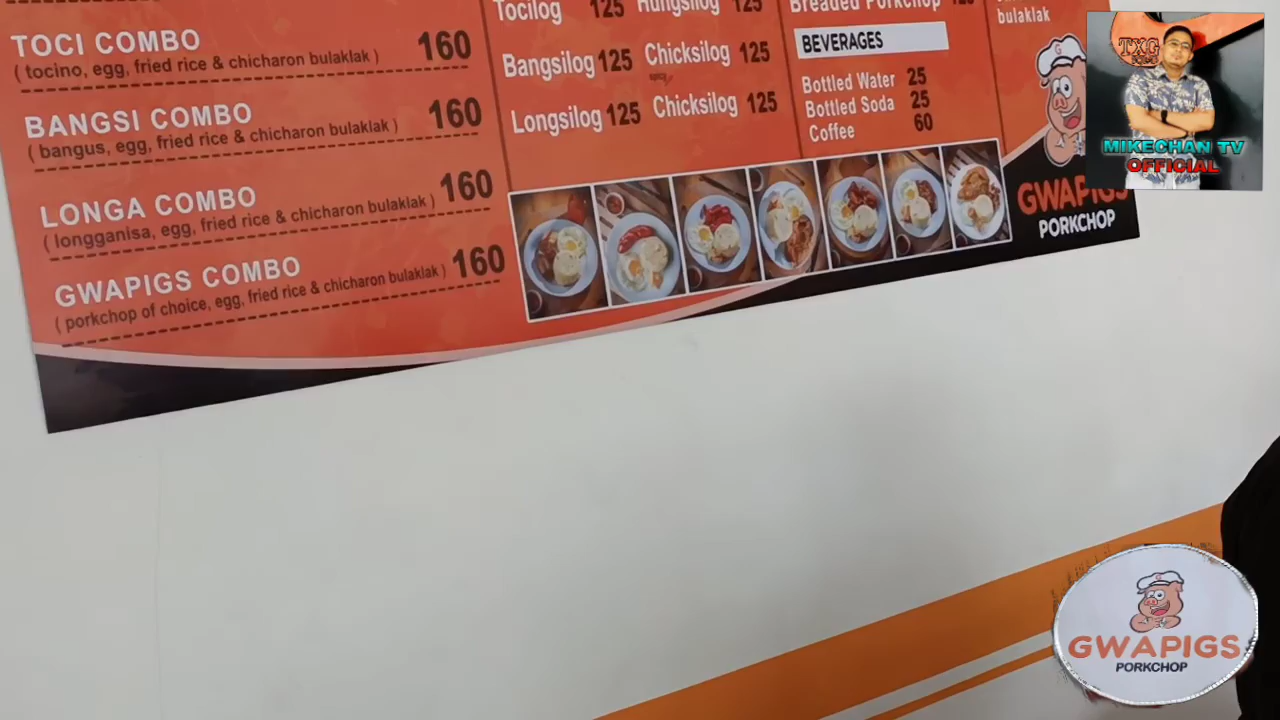 TOCI COMBO 160
( tocino, egg, fried rice & chicharon bulaklak )
BANGSI COMBO 160
( bangus, egg, fried rice & chicharon bulaklak )
LONGA COMBO 160
( longganisa, egg, fried rice & chicharon bulaklak )
GWAPIGS COMBO 160
( porkchop of choice, egg, fried rice & chicharon bulaklak )
Tocilog 125
Bangsilog 125
Longsilog 125
Hungsilog 125
Chicksilog 125
spicy
Chicksilog 125
Breaded Porkchop
BEVERAGES
Bottled Water 25
Bottled Soda 25
Coffee 60
bulaklak
GWAPIGS
PORKCHOP
TXG
MIKECHAN TV
OFFICIAL
GWAPIGS
PORKCHOP